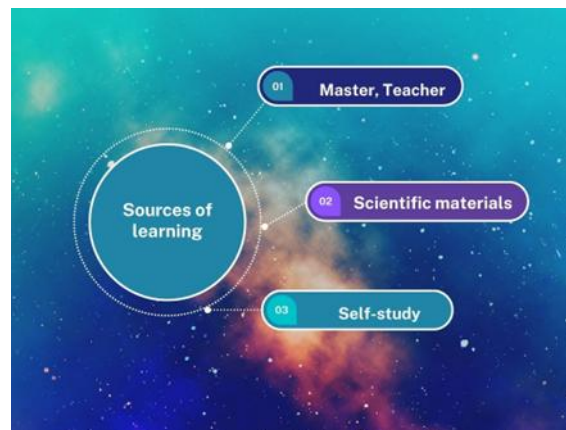 01 Master, Teacher
Sources of
learning
02 Scientific materials
03 Self-study